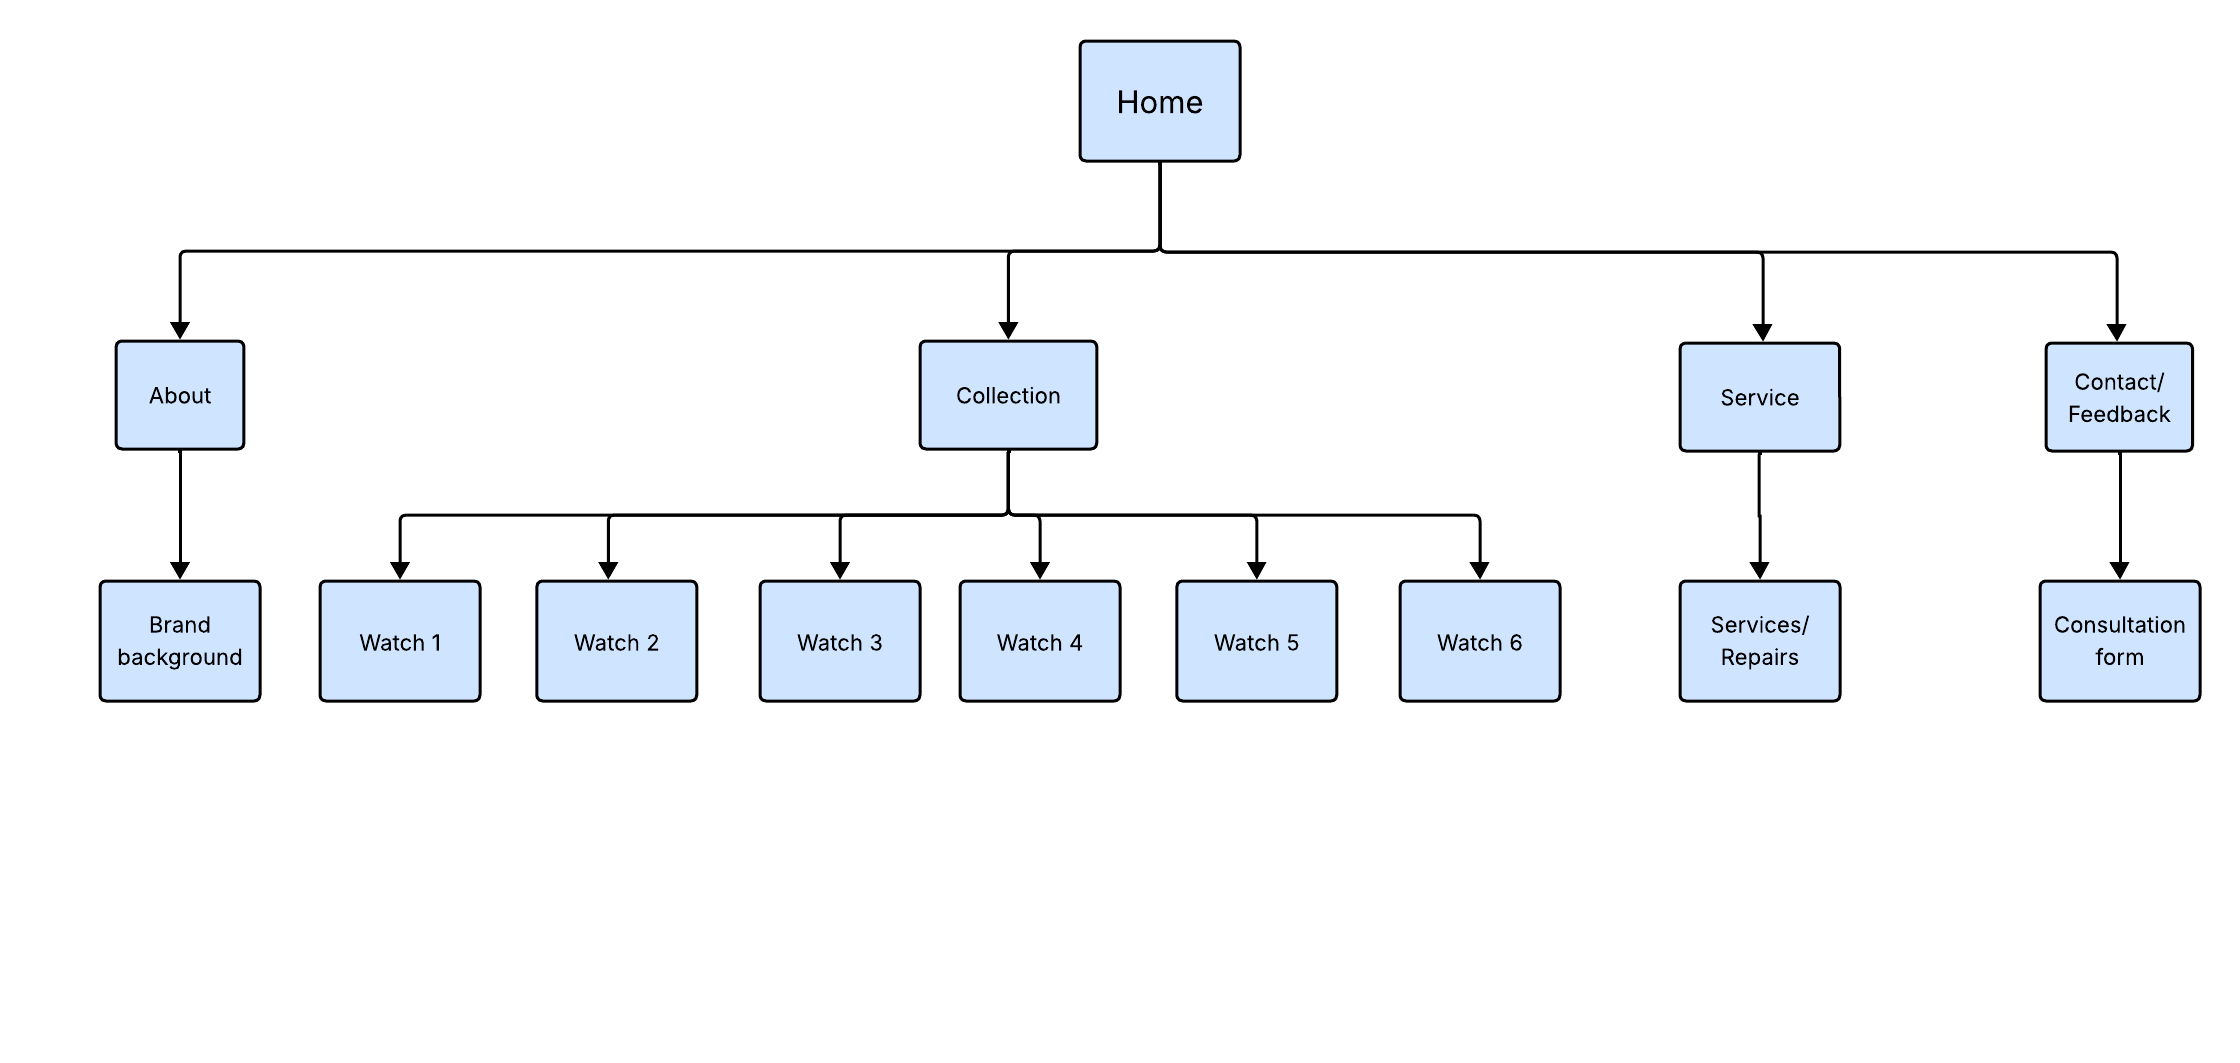 Home
About
Collection
Service
Contact/
Feedback
Brand
background
Watch 1
Watch 2
Watch 3
Watch 4
Watch 5
Watch 6
Services/
Repairs
Consultation
form